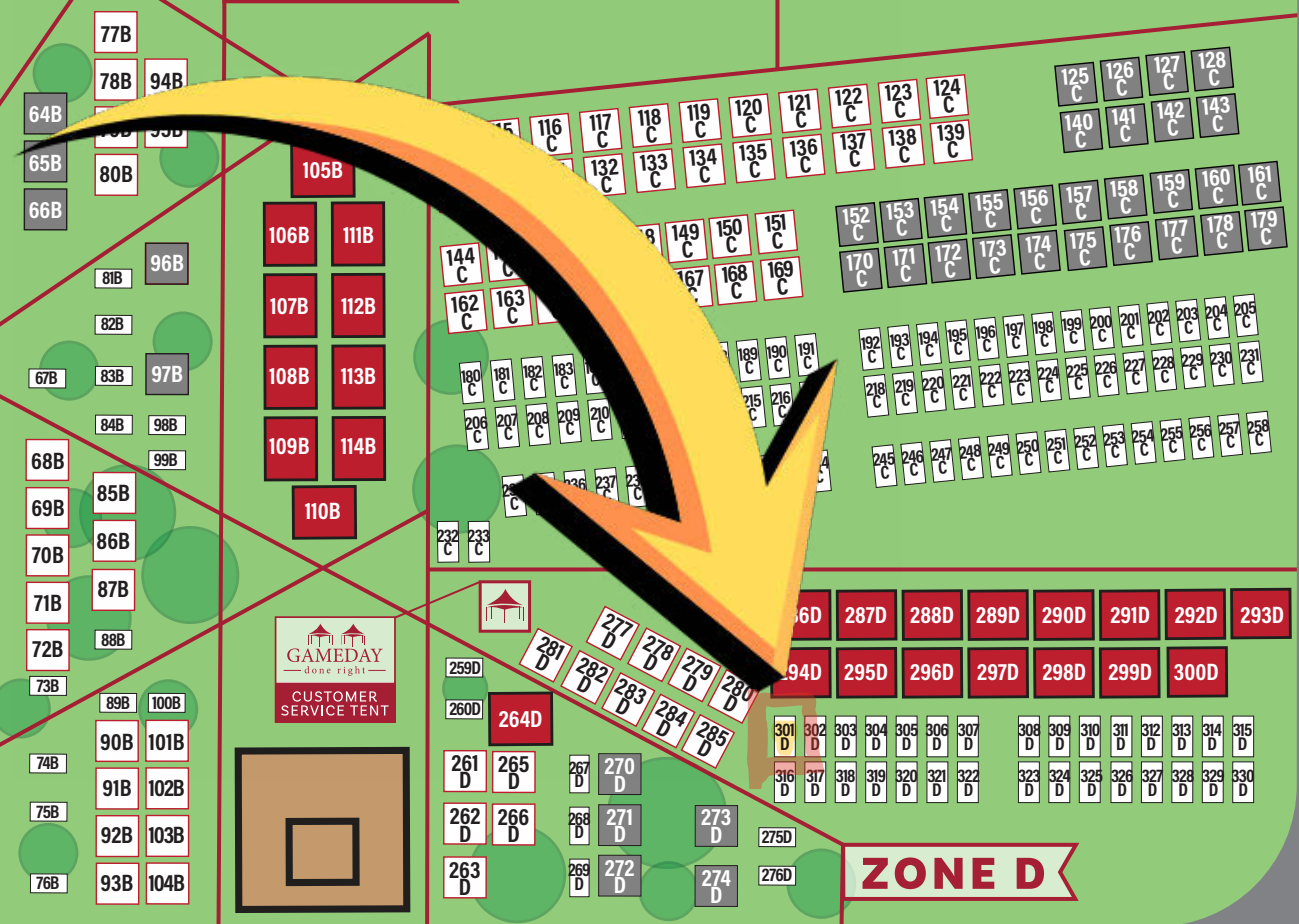 77B
78B 94B
64B
65B
80B
66B
105B
106B 111B
96B
81B
107B 112B
82B
67B 83B 97B
108B 113B
84B 98B
68B 99B
109B 114B
85B
69B
110B
86B
70B
87B
71B
88B
72B
73B
89B 100B
90B 101B
74B
91B 102B
75B
92B 103B
76B 93B 104B
116 C 117 C 118 C 119 C 120 C 121 C 122 C 123 C 124 C
125 C 126 C 127 C 128 C
132 C 133 C 134 C 135 C 136 C 137 C 138 C 139 C
140 C 141 C 142 C 143 C
144 C 149 C 150 C 151 C
152 C 153 C 154 C 155 C 156 C 157 C 158 C 159 C 160 C 161 C
162 C 163 C 167 C 168 C 169 C
170 C 171 C 172 C 173 C 174 C 175 C 176 C 177 C 178 C 179 C
180 C 181 C 182 C 183 C 189 C 190 C 191 C
192 C 193 C 194 C 195 C 196 C 197 C 198 C 199 C 200 C 201 C 202 C 203 C 204 C 205 C
206 C 207 C 208 C 209 C 210 C 215 C 216 C
218 C 219 C 220 C 221 C 222 C 223 C 224 C 225 C 226 C 227 C 228 C 229 C 230 C 231 C
237 C
245 C 246 C 247 C 248 C 249 C 250 C 251 C 252 C 253 C 254 C 255 C 256 C 257 C 258 C
232 C 233 C
GAMEDAY
done right
CUSTOMER
SERVICE TENT
277 D 278 D 279 D 280 D
281 D 282 D 283 D 284 D 285 D
287D 288D 289D 290D 291D 292D 293D
294D 295D 296D 297D 298D 299D 300D
259D
260D 264D
301 D 302 D 303 D 304 D 305 D 306 D 307 D 308 D 309 D 310 D 311 D 312 D 313 D 314 D 315 D
316 D 317 D 318 D 319 D 320 D 321 D 322 D 323 D 324 D 325 D 326 D 327 D 328 D 329 D 330 D
261 D 265 D 267 D 270 D
262 D 266 D 268 D 271 D 273 D 275D
263 D 269 D 272 D 274 D 276D
ZONE D